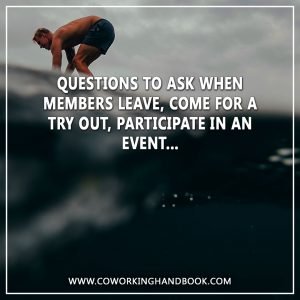 QUESTIONS TO ASK WHEN
MEMBERS LEAVE, COME FOR A
TRY OUT, PARTICIPATE IN AN
EVENT...
WWW.COWORKINGHANDBOOK.COM